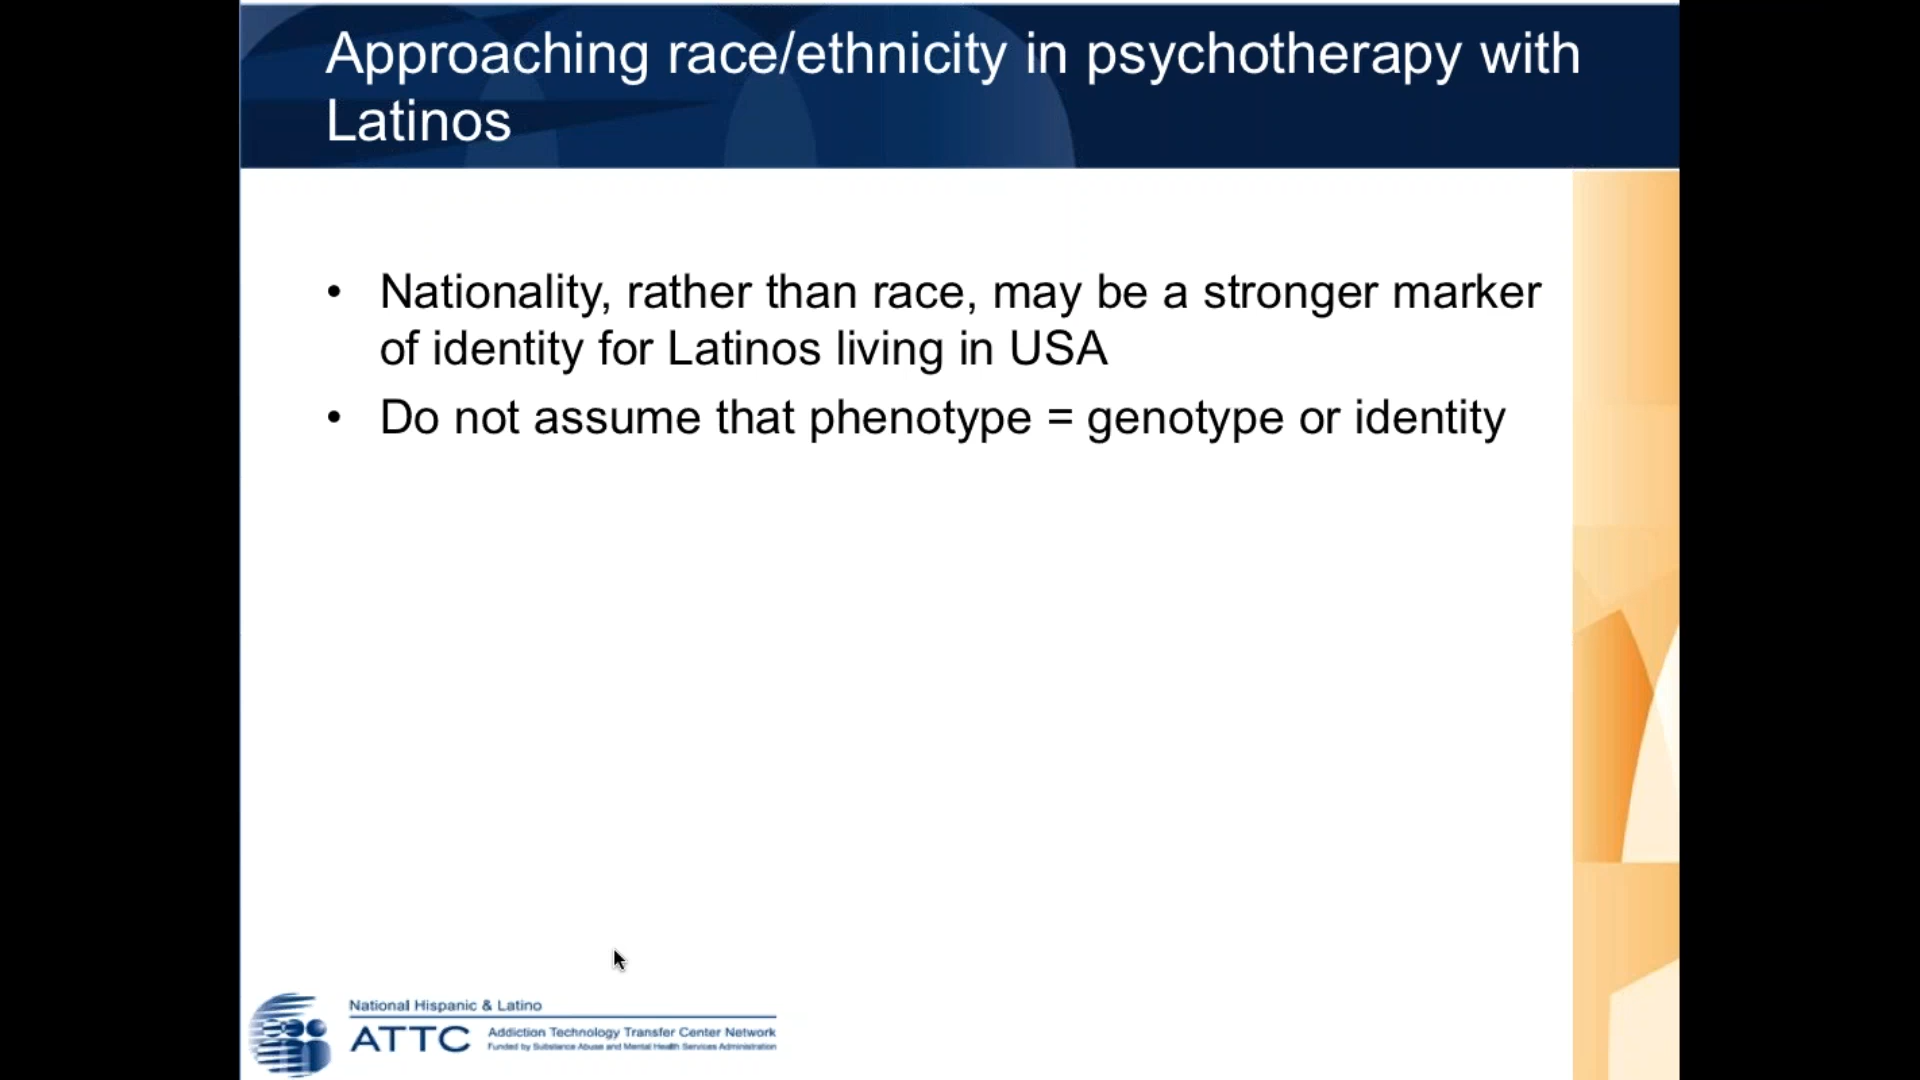 Approaching race/ethnicity in psychotherapy with
Latinos
• Nationality, rather than race, may be a stronger marker
of identity for Latinos living in USA
• Do not assume that phenotype = genotype or identity
National Hispanic & Latino
ATTC
Addiction Technology Transfer Center Network
Funded by Substance Abuse and Mental Health Services Administration